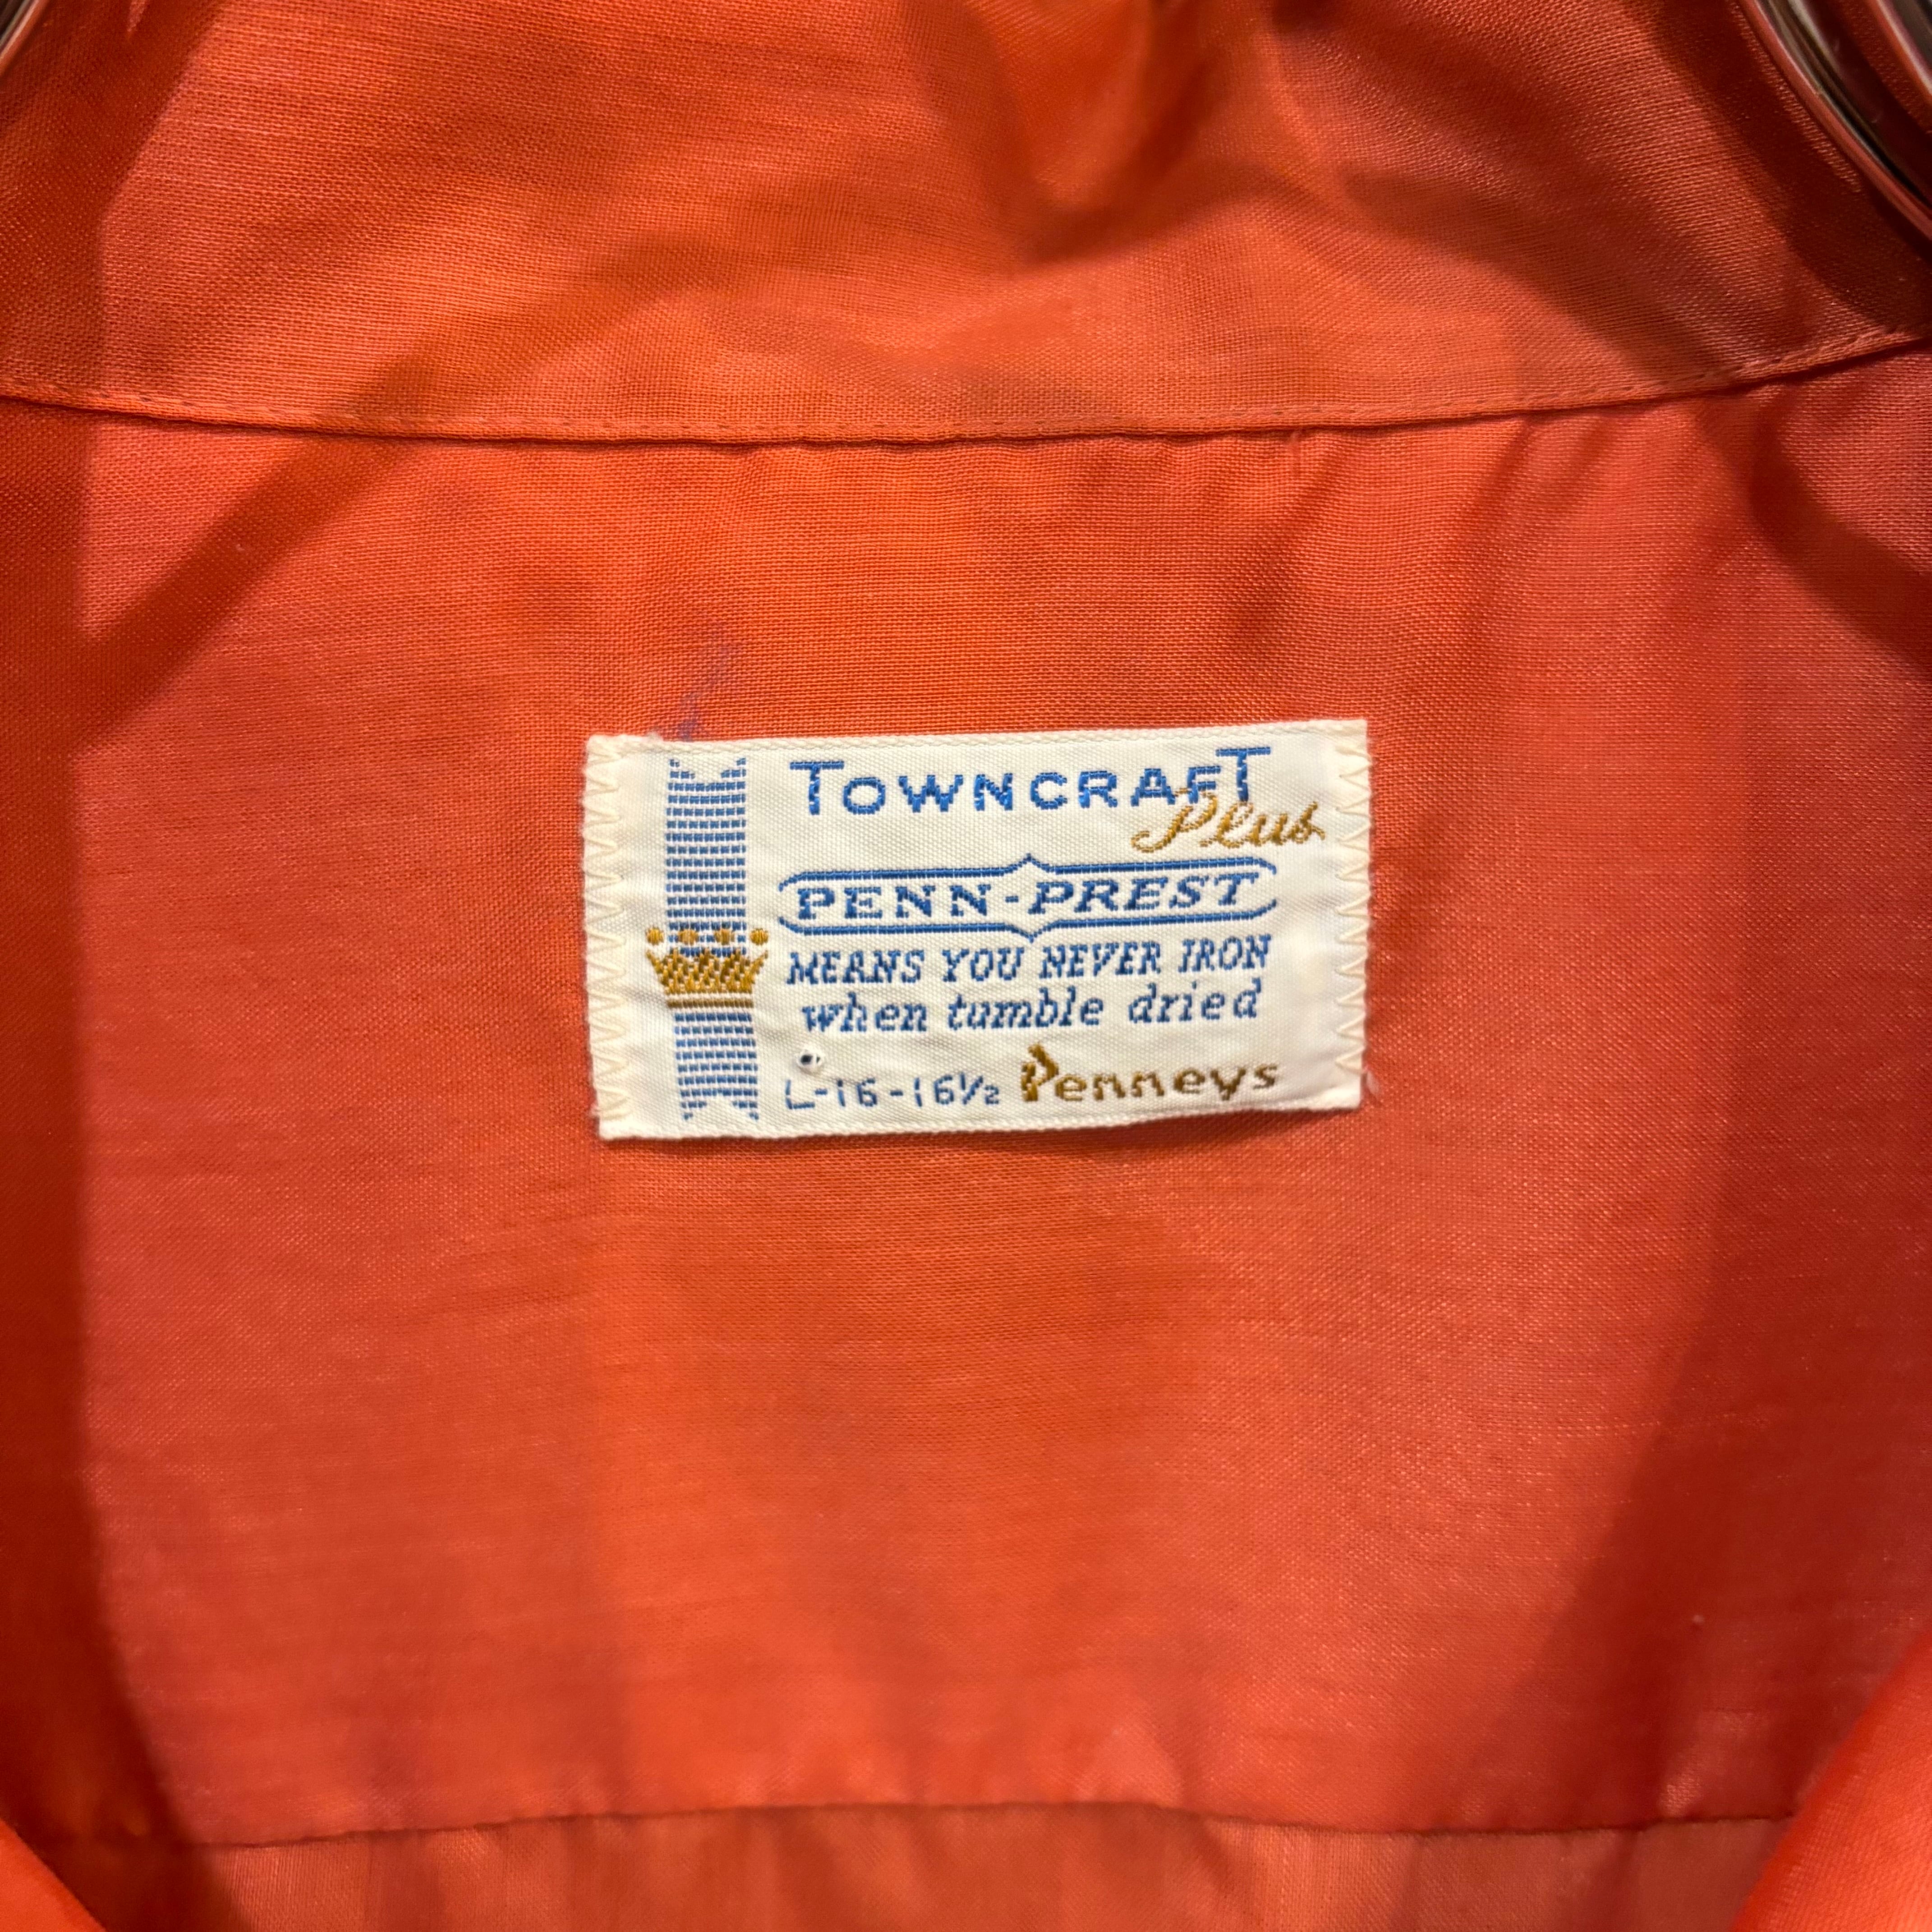 TOWNCRAFT
Plus
PENN-PREST
MEANS YOU NEVER IRON
when tumble dried
L-16-16½ Penneys